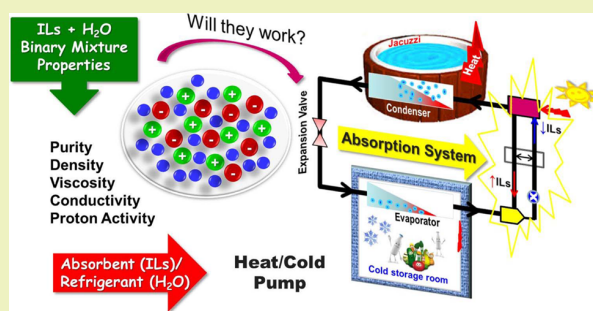 ILs + H₂O
Binary Mixture
Properties
Will they work?
Purity
Density
Viscosity
Conductivity
Proton Activity
Absorbent (ILs)/
Refrigerant (H₂O)
Heat/Cold
Pump
Jacuzzi
Heat
Condenser
Expansion Valve
Absorption System
↓ILs
↑ILs
Evaporator
Cold storage room